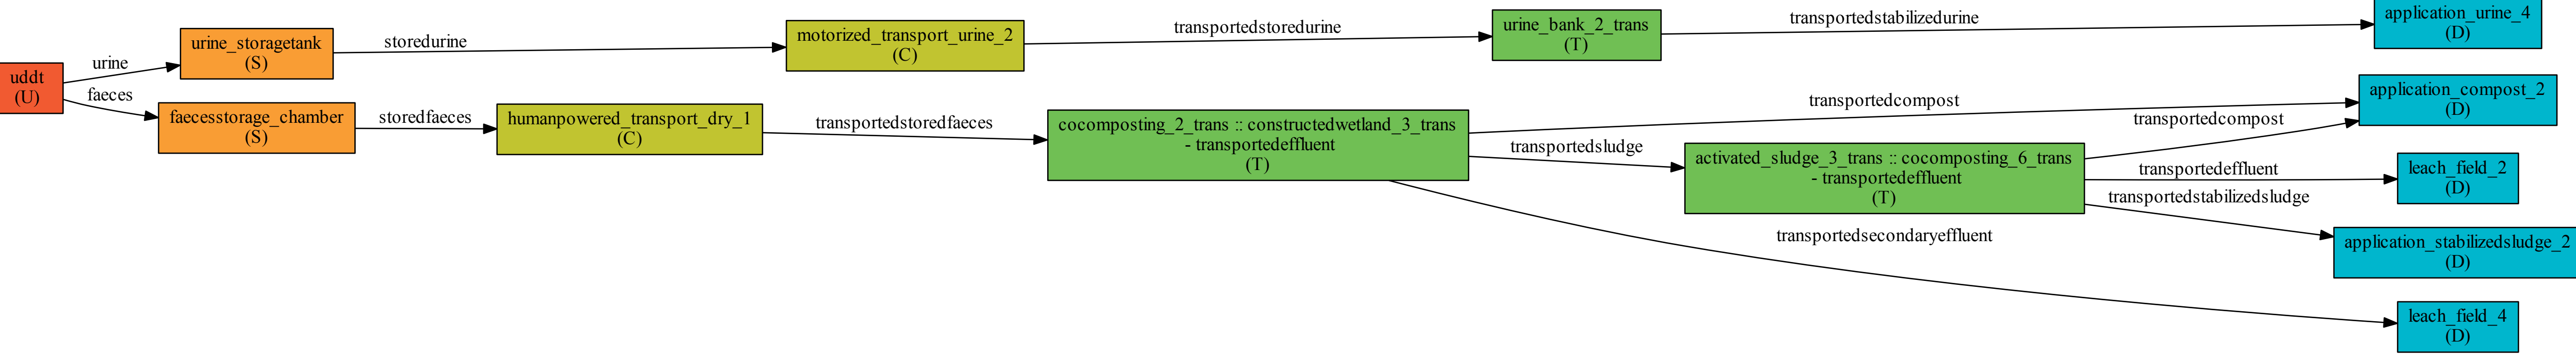 uddt
(U)
urine
faeces
urine_storagetank
(S)
faecesstorage_chamber
(S)
storedurine
storedfaeces
motorized_transport_urine_2
(C)
humanpowered_transport_dry_1
(C)
transportedstoredurine
transportedstoredfaeces
urine_bank_2_trans
(T)
cocomposting_2_trans :: constructedwetland_3_trans
- transportedeffluent
(T)
transportedsludge
activated_sludge_3_trans :: cocomposting_6_trans
- transportedeffluent
(T)
transportedstabilizedurine
transportedcompost
transportedcompost
transportedeffluent
transportedstabilizedsludge
transportedsecondaryeffluent
application_urine_4
(D)
application_compost_2
(D)
leach_field_2
(D)
application_stabilizedsludge_2
(D)
leach_field_4
(D)